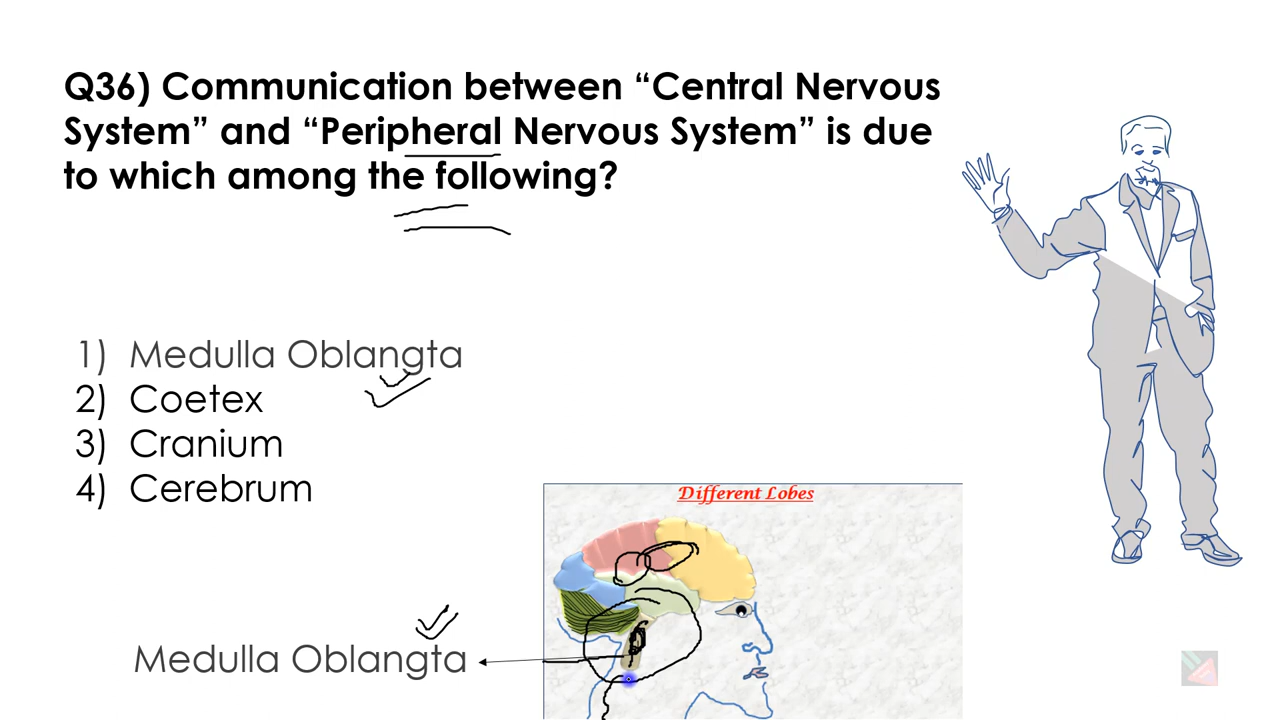 Q36) Communication between “Central Nervous
System” and “Peripheral Nervous System” is due
to which among the following?
1) Medulla Oblangta
2) Coetex
3) Cranium
4) Cerebrum
Different Lobes
Medulla Oblangta